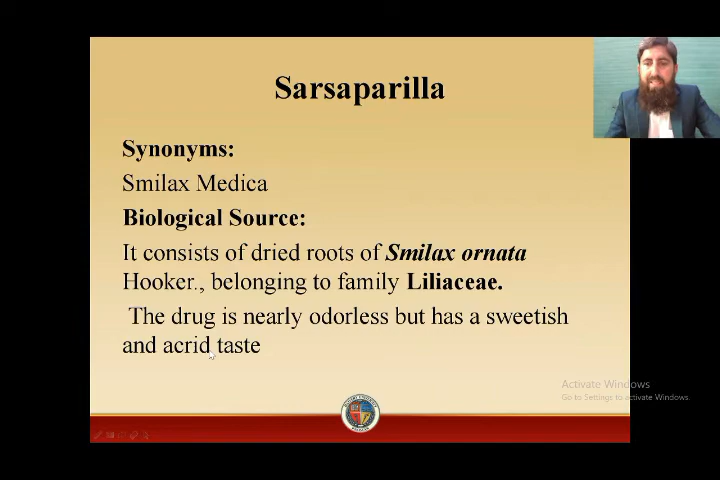 Sarsaparilla
Synonyms:
Smilax Medica
Biological Source:
It consists of dried roots of Smilax ornata
Hooker., belonging to family Liliaceae.
The drug is nearly odorless but has a sweetish
and acrid taste
Activate Windows
Go to Settings to activate Windows.